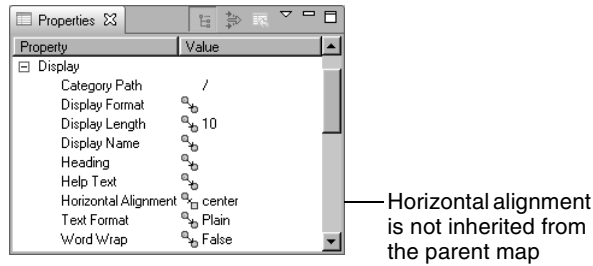 Properties
Property Value
Display
Category Path /
Display Format
Display Length 10
Display Name
Heading
Help Text
Horizontal Alignment center
Text Format Plain
Word Wrap False
Horizontal alignment
is not inherited from
the parent map